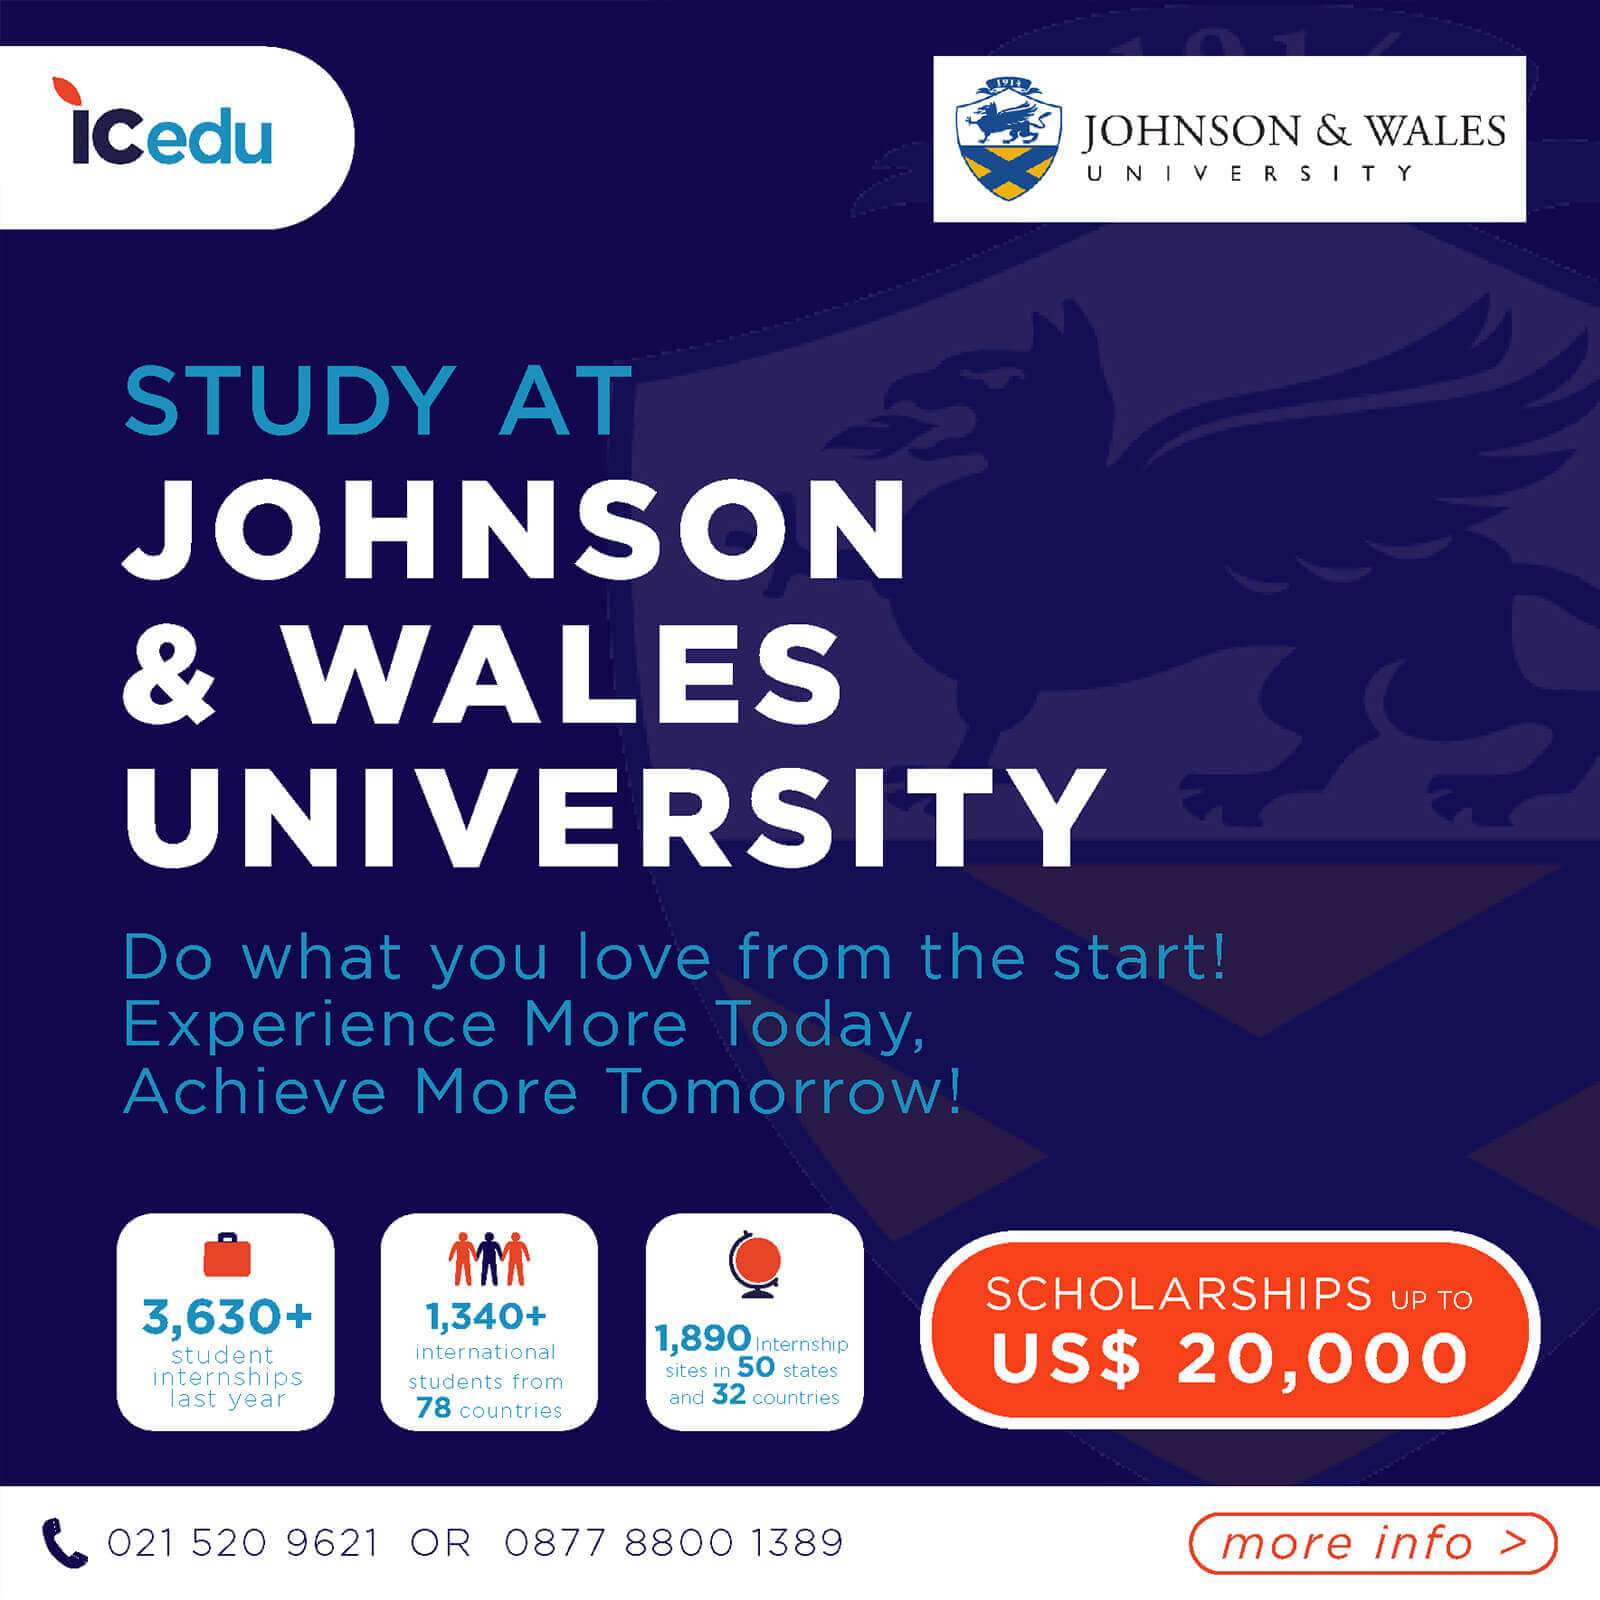 icedu
1914
JOHNSON & WALES
UNIVERSITY
1914
STUDY AT
JOHNSON
& WALES
UNIVERSITY
Do what you love from the start!
Experience More Today,
Achieve More Tomorrow!
3,630+
student
internships
last year
1,340+
international
students from
78 countries
1,890 Internship
sites in 50 states
and 32 countries
SCHOLARSHIPS UP TO
US$ 20,000
021 520 9621 OR 0877 8800 1389
more info >